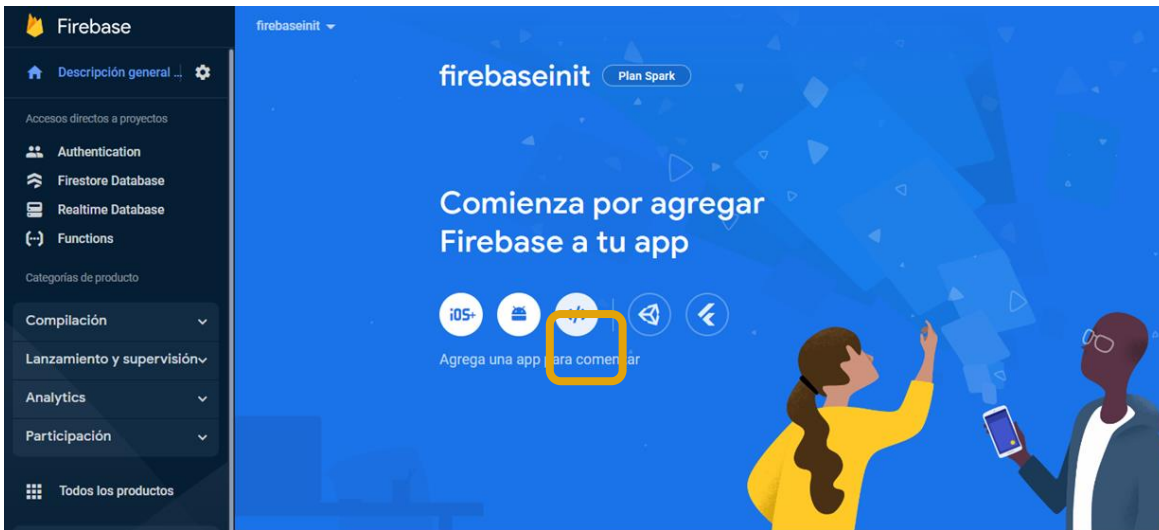 Firebase
Descripción general ...
Accesos directos a proyectos
Authentication
Firestore Database
Realtime Database
Functions
Categorías de producto
Compilación
Lanzamiento y supervisión
Analytics
Participación
Todos los productos
firebaseinit
firebaseinit Plan Spark
Comienza por agregar
Firebase a tu app
iOS+
Agrega una app para comenzar